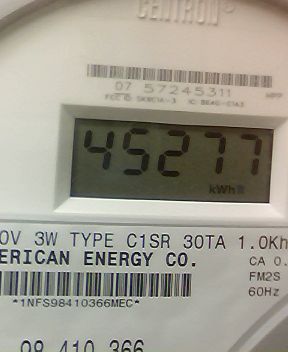 CENTRON®
07 57245311
45277
kWh
0V 3W TYPE C1SR 30TA 1.0Kh
ERICAN ENERGY CO.
CA 0.
FM2S
*1NFS98410366MEC*
60Hz
98 410 366